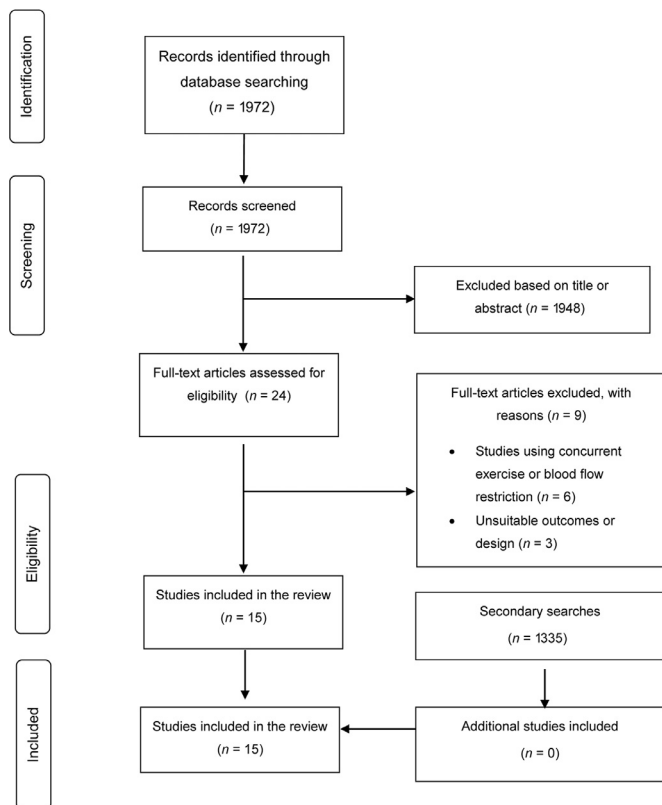 Identification
Records identified through
database searching
(n = 1972)
Screening
Records screened
(n = 1972)
Excluded based on title or
abstract (n = 1948)
Full-text articles assessed for
eligibility (n = 24)
Full-text articles excluded, with
reasons (n = 9)
• Studies using concurrent
exercise or blood flow
restriction (n = 6)
• Unsuitable outcomes or
design (n = 3)
Eligibility
Studies included in the review
(n = 15)
Secondary searches
(n = 1335)
Included
Studies included in the review
(n = 15)
Additional studies included
(n = 0)